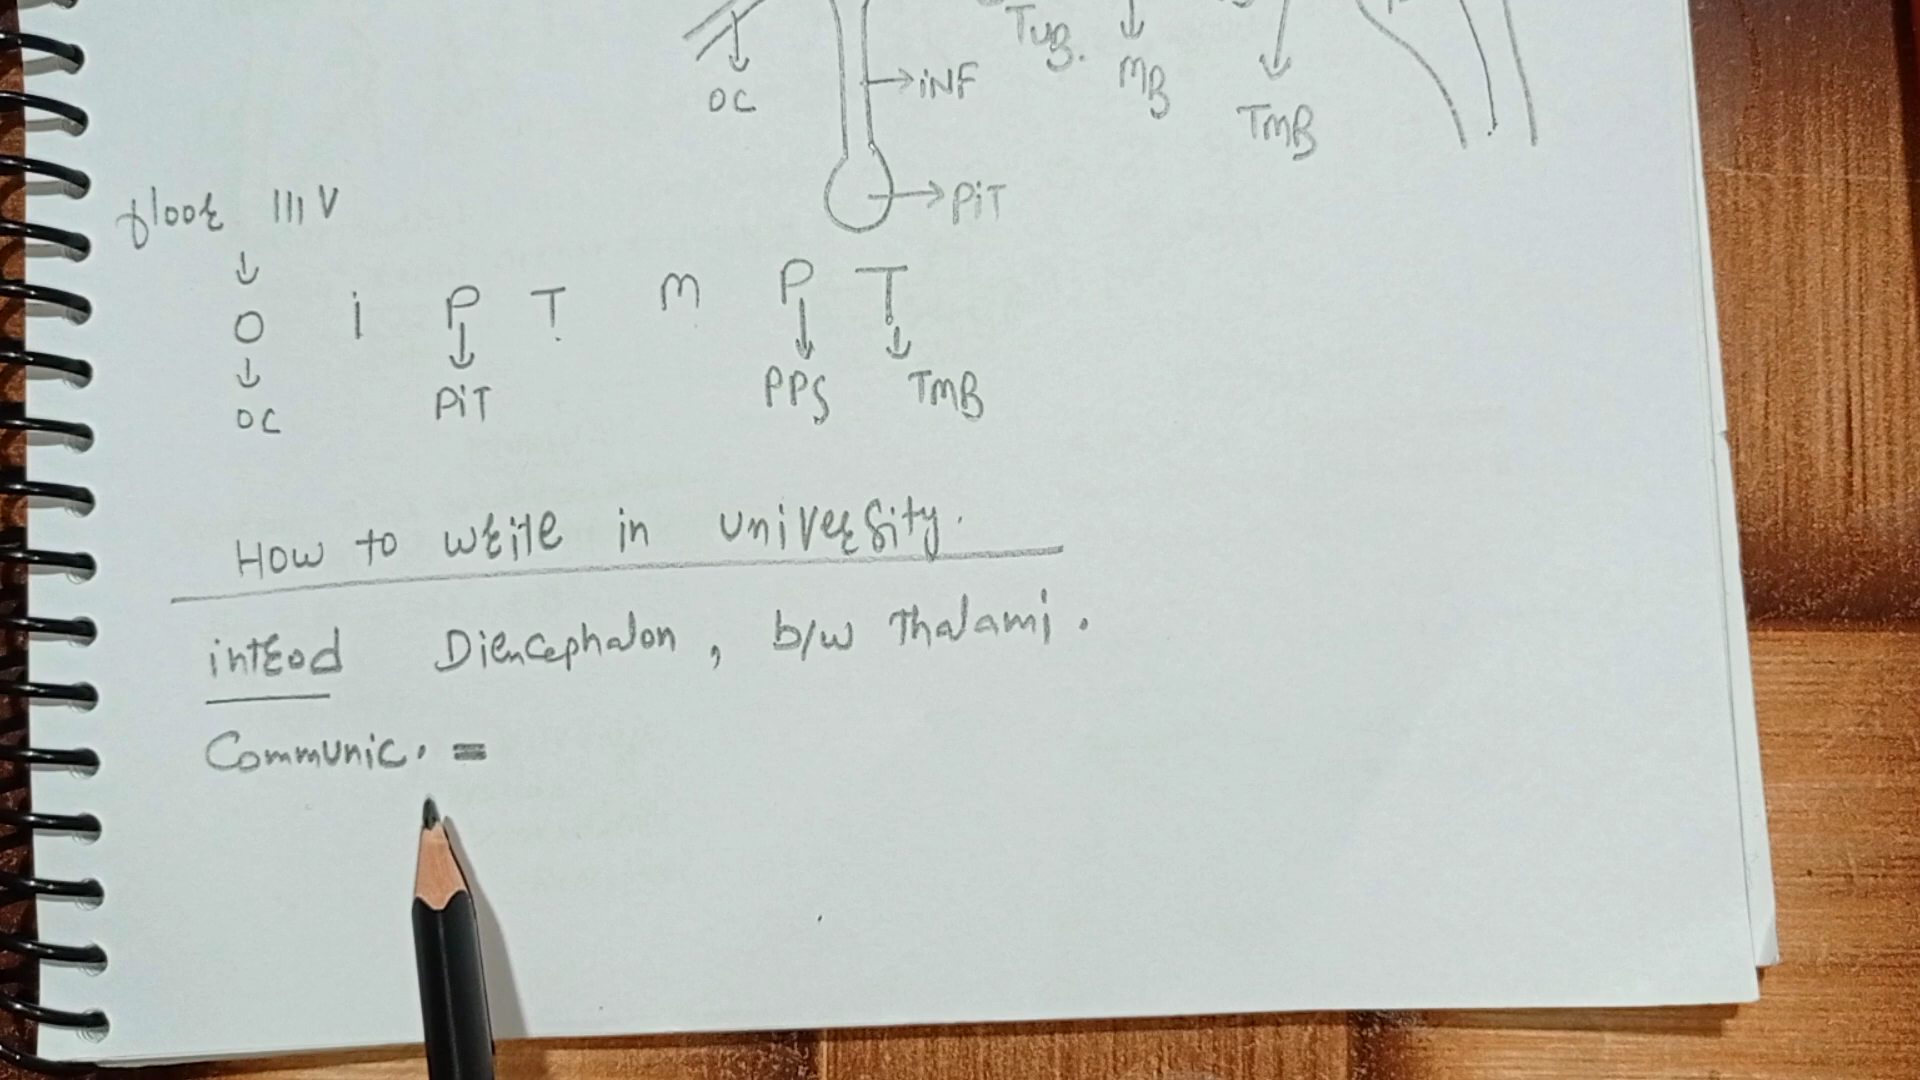 Tub.
OC
iNF
MB
TMB
PiT
floor III V
O i P T M P T
OC PiT PPS TMB
How to write in university.
introd Diencephalon, b/w Thalami.
Communic. =